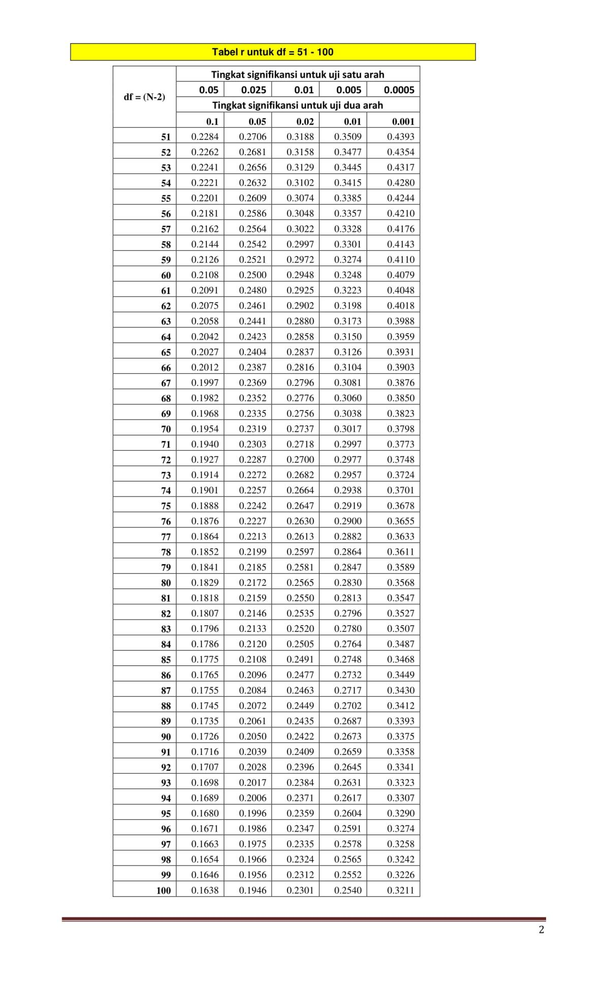 Tabel r untuk df = 51 - 100
Tingkat signifikansi untuk uji satu arah
0.05 0.025 0.01 0.005 0.0005
df = (N-2)
Tingkat signifikansi untuk uji dua arah
0.1 0.05 0.02 0.01 0.001
51 0.2284 0.2706 0.3188 0.3509 0.4393
52 0.2262 0.2681 0.3158 0.3477 0.4354
53 0.2241 0.2656 0.3129 0.3445 0.4317
54 0.2221 0.2632 0.3102 0.3415 0.4280
55 0.2201 0.2609 0.3074 0.3385 0.4244
56 0.2181 0.2586 0.3048 0.3357 0.4210
57 0.2162 0.2564 0.3022 0.3328 0.4176
58 0.2144 0.2542 0.2997 0.3301 0.4143
59 0.2126 0.2521 0.2972 0.3274 0.4110
60 0.2108 0.2500 0.2948 0.3248 0.4079
61 0.2091 0.2480 0.2925 0.3223 0.4048
62 0.2075 0.2461 0.2902 0.3198 0.4018
63 0.2058 0.2441 0.2880 0.3173 0.3988
64 0.2042 0.2423 0.2858 0.3150 0.3959
65 0.2027 0.2404 0.2837 0.3126 0.3931
66 0.2012 0.2387 0.2816 0.3104 0.3903
67 0.1997 0.2369 0.2796 0.3081 0.3876
68 0.1982 0.2352 0.2776 0.3060 0.3850
69 0.1968 0.2335 0.2756 0.3038 0.3823
70 0.1954 0.2319 0.2737 0.3017 0.3798
71 0.1940 0.2303 0.2718 0.2997 0.3773
72 0.1927 0.2287 0.2700 0.2977 0.3748
73 0.1914 0.2272 0.2682 0.2957 0.3724
74 0.1901 0.2257 0.2664 0.2938 0.3701
75 0.1888 0.2242 0.2647 0.2919 0.3678
76 0.1876 0.2227 0.2630 0.2900 0.3655
77 0.1864 0.2213 0.2613 0.2882 0.3633
78 0.1852 0.2199 0.2597 0.2864 0.3611
79 0.1841 0.2185 0.2581 0.2847 0.3589
80 0.1829 0.2172 0.2565 0.2830 0.3568
81 0.1818 0.2159 0.2550 0.2813 0.3547
82 0.1807 0.2146 0.2535 0.2796 0.3527
83 0.1796 0.2133 0.2520 0.2780 0.3507
84 0.1786 0.2120 0.2505 0.2764 0.3487
85 0.1775 0.2108 0.2491 0.2748 0.3468
86 0.1765 0.2096 0.2477 0.2732 0.3449
87 0.1755 0.2084 0.2463 0.2717 0.3430
88 0.1745 0.2072 0.2449 0.2702 0.3412
89 0.1735 0.2061 0.2435 0.2687 0.3393
90 0.1726 0.2050 0.2422 0.2673 0.3375
91 0.1716 0.2039 0.2409 0.2659 0.3358
92 0.1707 0.2028 0.2396 0.2645 0.3341
93 0.1698 0.2017 0.2384 0.2631 0.3323
94 0.1689 0.2006 0.2371 0.2617 0.3307
95 0.1680 0.1996 0.2359 0.2604 0.3290
96 0.1671 0.1986 0.2347 0.2591 0.3274
97 0.1663 0.1975 0.2335 0.2578 0.3258
98 0.1654 0.1966 0.2324 0.2565 0.3242
99 0.1646 0.1956 0.2312 0.2552 0.3226
100 0.1638 0.1946 0.2301 0.2540 0.3211
2